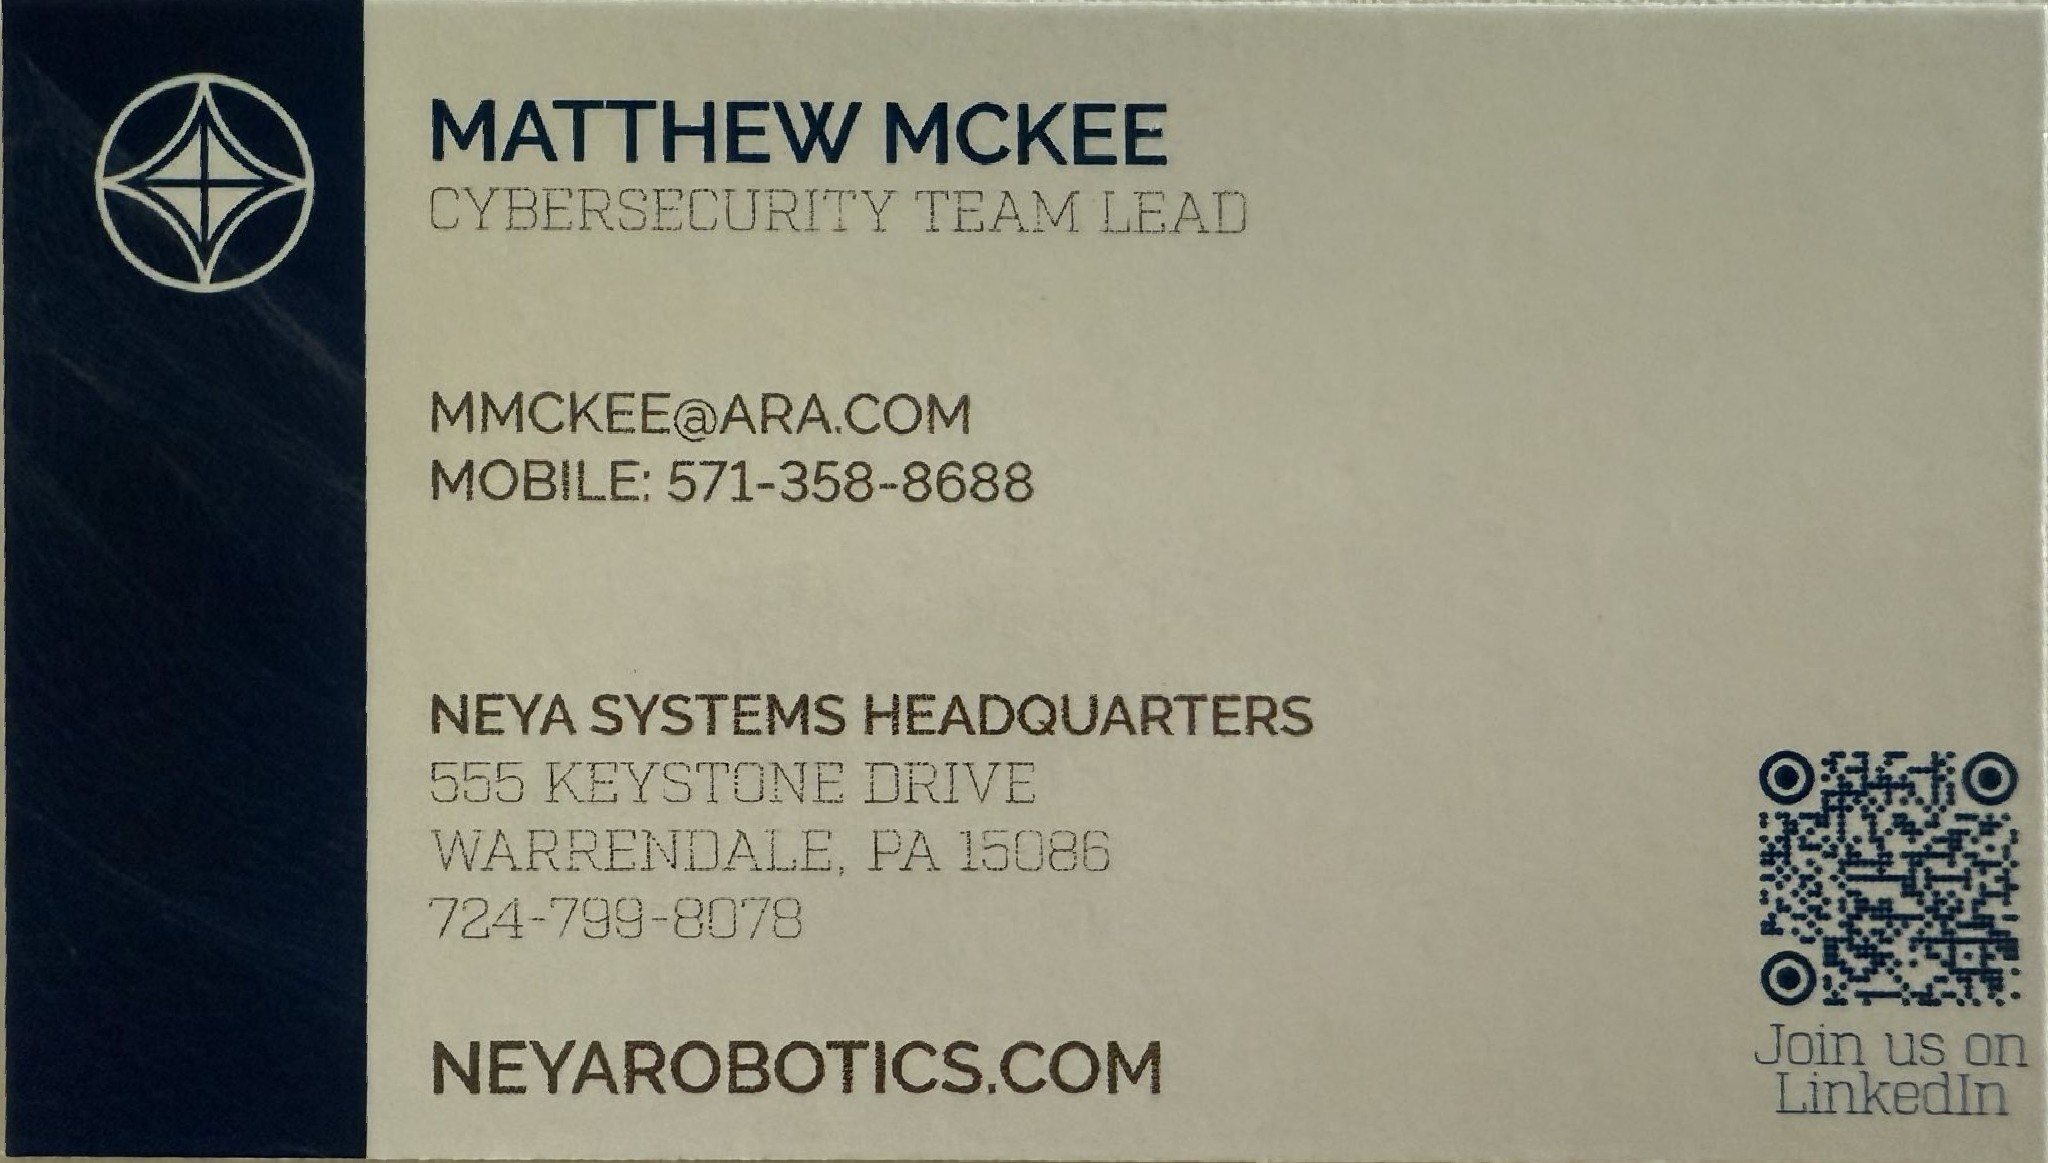 MATTHEW MCKEE
CYBERSECURITY TEAM LEAD
MMCKEE@ARA.COM
MOBILE: 571-358-8688
NEYA SYSTEMS HEADQUARTERS
555 KEYSTONE DRIVE
WARRENDALE, PA 15086
724-799-8078
NEYAROBOTICS.COM
Join us on
LinkedIn